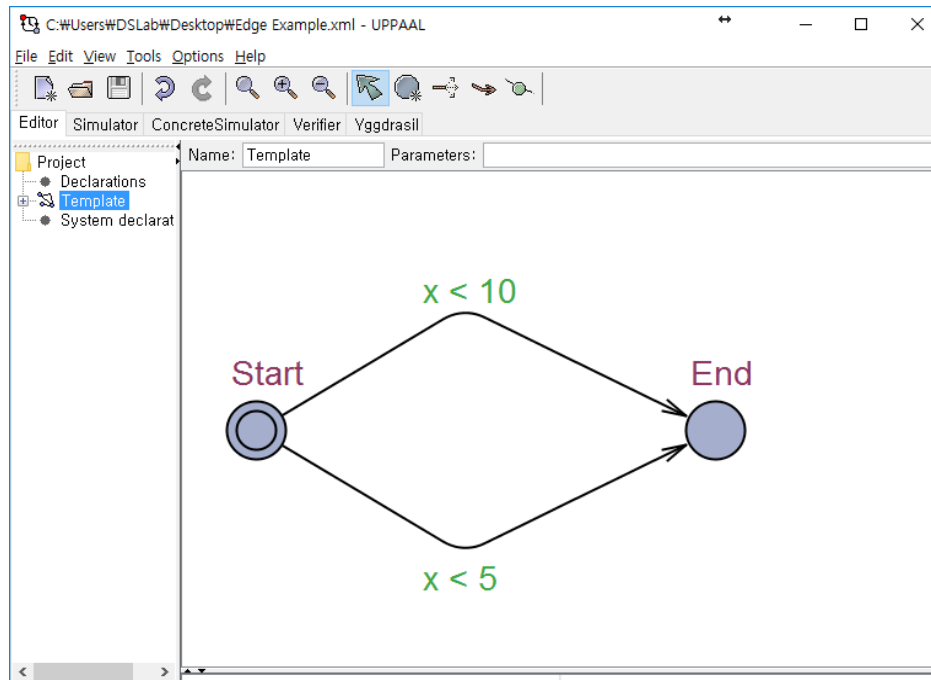 C:₩Users₩DSLab₩Desktop₩Edge Example.xml - UPPAAL
File Edit View Tools Options Help
Editor Simulator ConcreteSimulator Verifier Yggdrasil
Project
Declarations
Template
System declarat
Name: Template Parameters:
x < 10
Start
End
x < 5